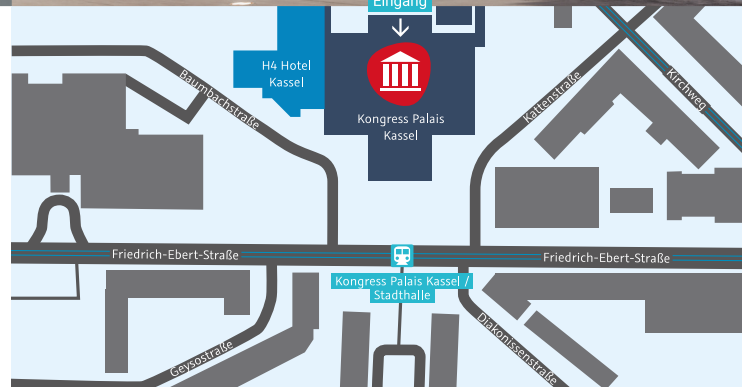 Eingang
H4 Hotel
Kassel
Kongress Palais
Kassel
Baumbachstraße
Kattenstraße
Kirchweg
Friedrich-Ebert-Straße
Friedrich-Ebert-Straße
Kongress Palais Kassel /
Stadthalle
Geysostraße
Diakonissenstraße